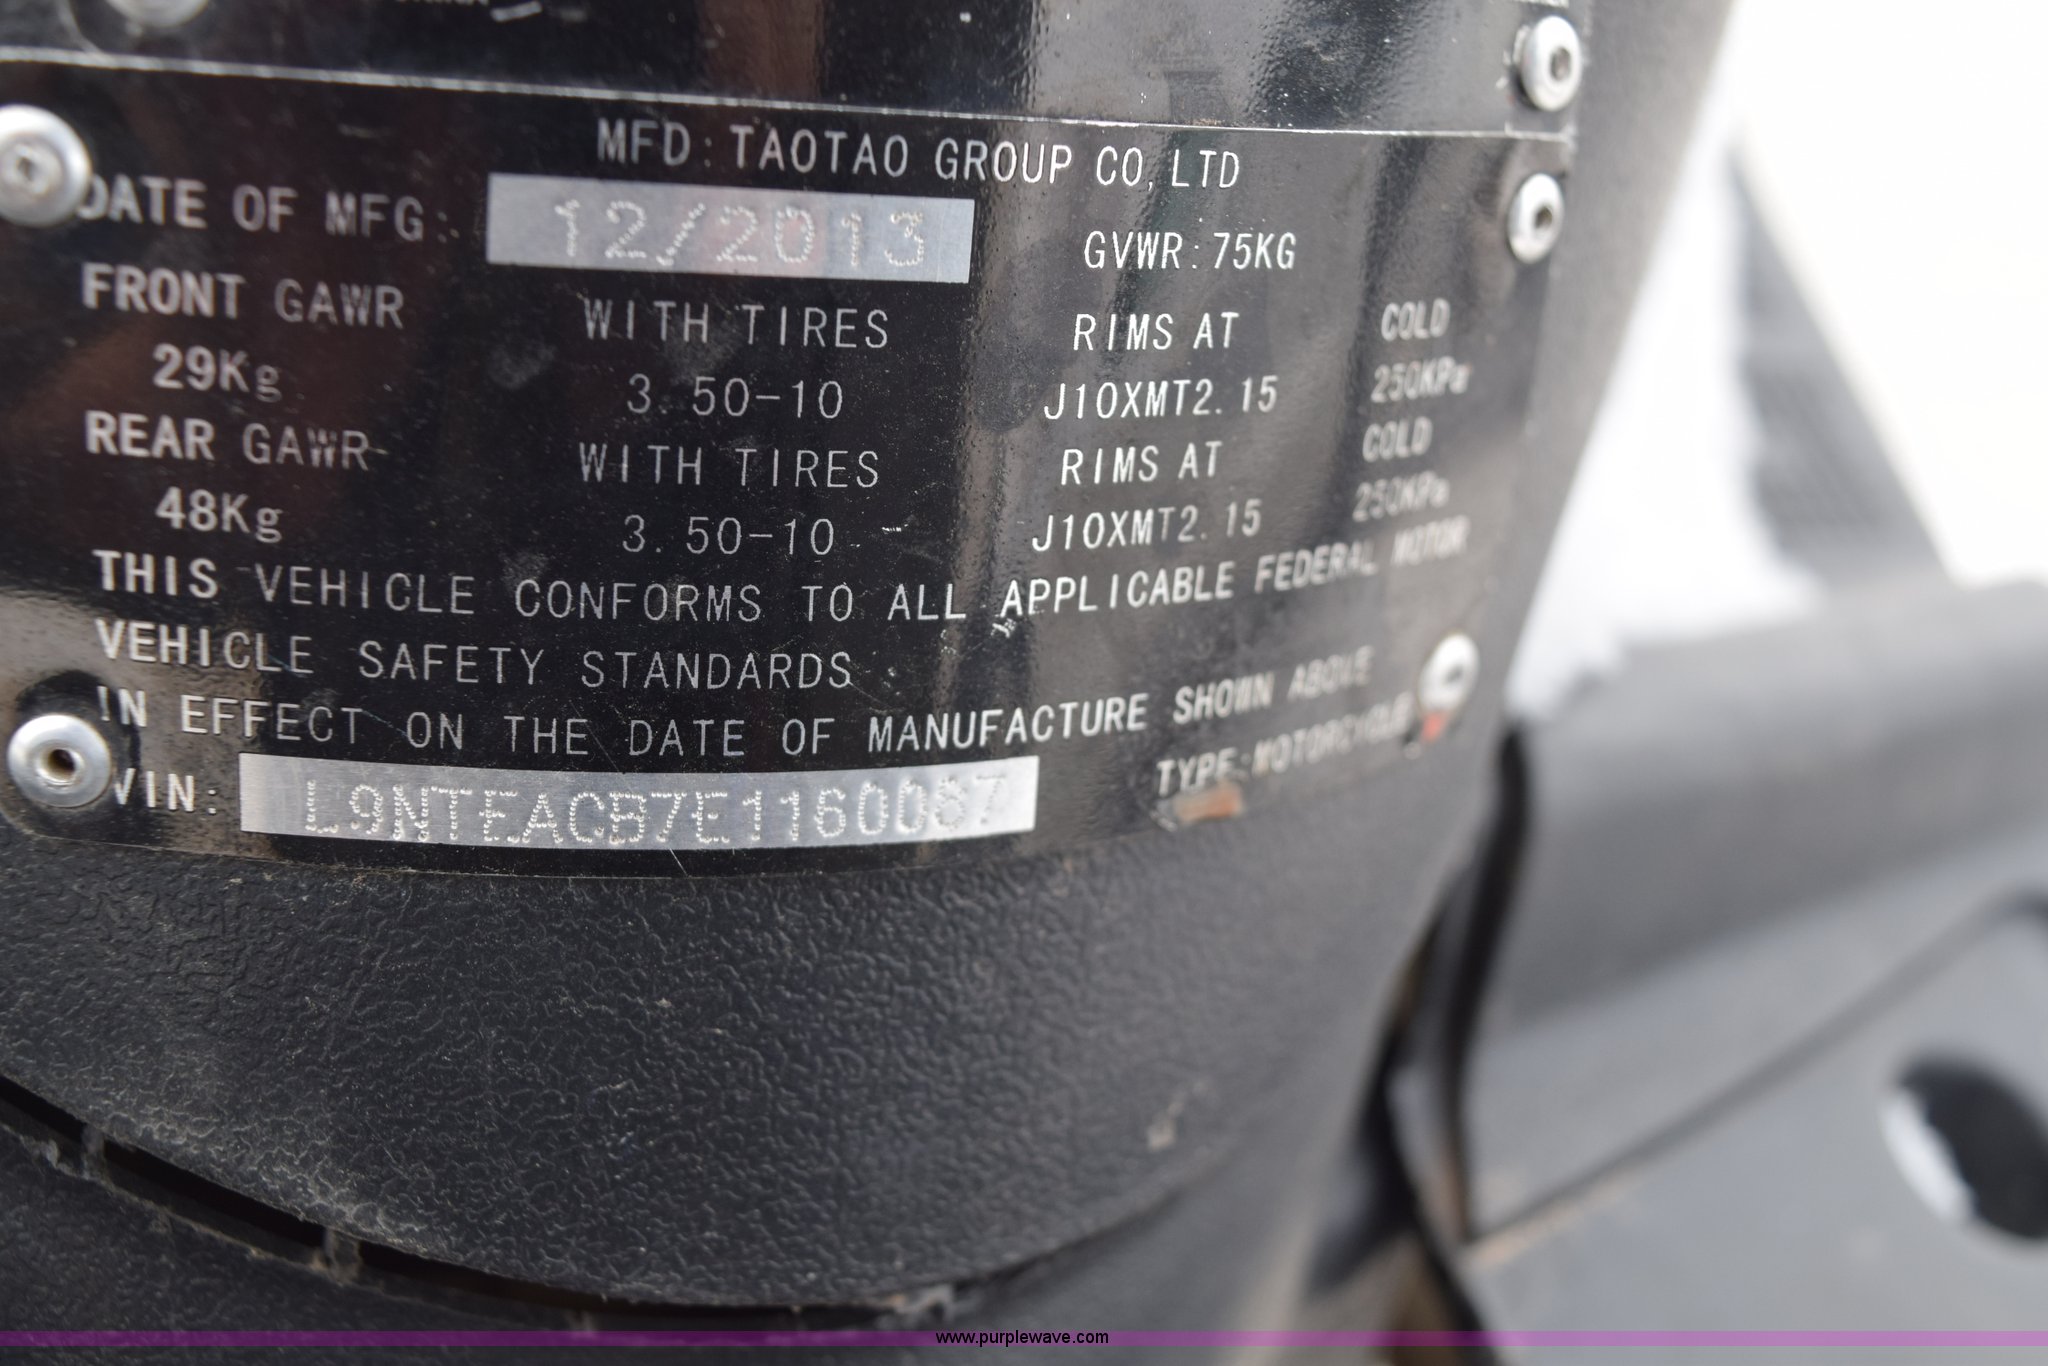 MFD: TAOTAO GROUP CO, LTD
DATE OF MFG: 12/2013 GVWR: 75KG
FRONT GAWR WITH TIRES RIMS AT COLD
29Kg 3.50-10 J10XMT2.15 250KPa
REAR GAWR WITH TIRES RIMS AT COLD
48Kg 3.50-10 J10XMT2.15 250KPa
THIS VEHICLE CONFORMS TO ALL APPLICABLE FEDERAL MOTOR
VEHICLE SAFETY STANDARDS
IN EFFECT ON THE DATE OF MANUFACTURE SHOWN ABOVE
VIN: L9NTEACB7E1160067 TYPE: MOTORCYCLE
www.purplewave.com